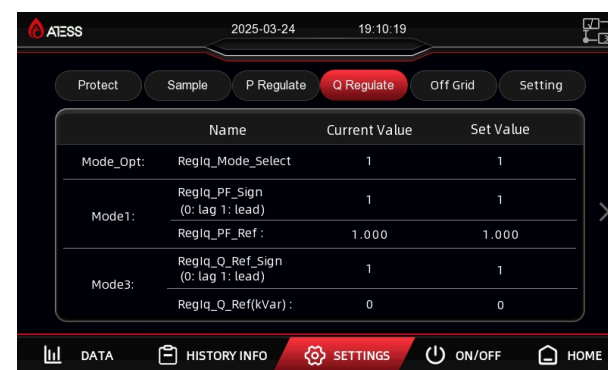 ATESS 2025-03-24 19:10:19
Protect Sample P Regulate Q Regulate Off Grid Setting
Name Current Value Set Value
Mode_Opt: RegIq_Mode_Select 1 1
Mode1: RegIq_PF_Sign
(0: lag 1: lead) 1 1
RegIq_PF_Ref : 1.000 1.000
Mode3: RegIq_Q_Ref_Sign
(0: lag 1: lead) 1 1
RegIq_Q_Ref(kVar) : 0 0
DATA HISTORY INFO SETTINGS ON/OFF HOME